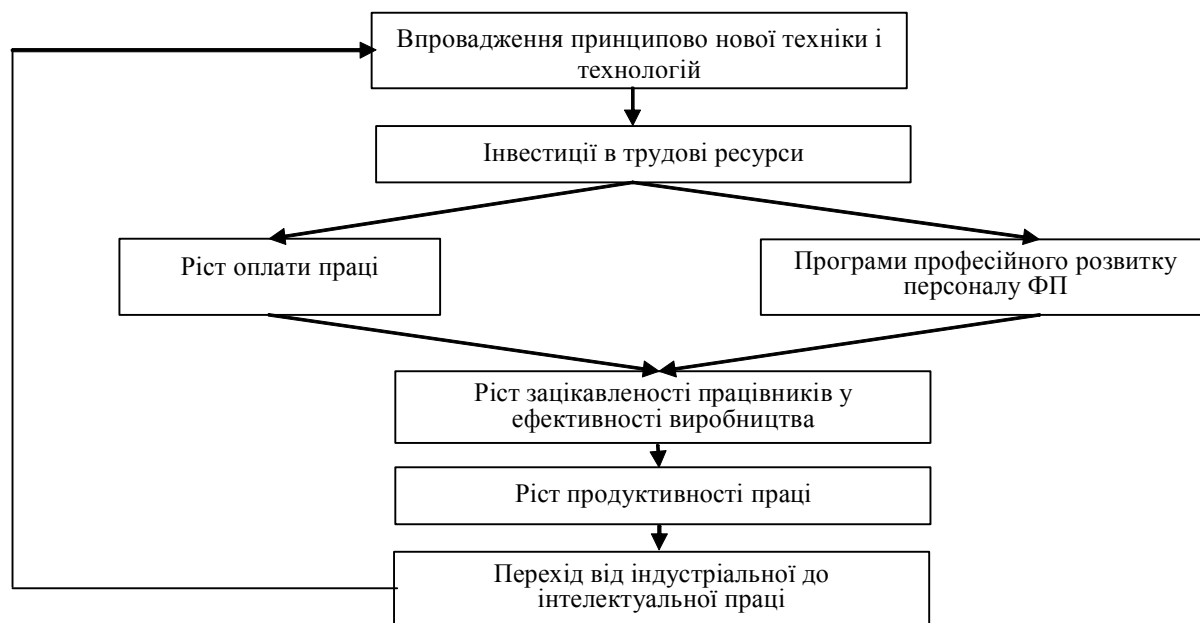 Впровадження принципово нової техніки і
технологій
Інвестиції в трудові ресурси
Ріст оплати праці
Програми професійного розвитку
персоналу ФП
Ріст зацікавленості працівників у
ефективності виробництва
Ріст продуктивності праці
Перехід від індустріальної до
інтелектуальної праці